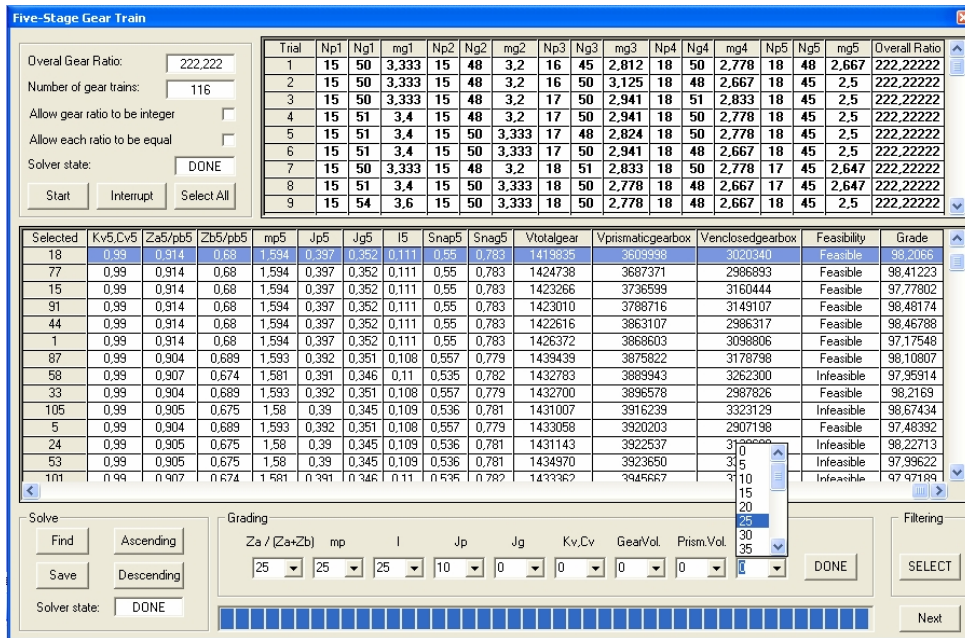 Five-Stage Gear Train
Overal Gear Ratio: 222,222
Number of gear trains: 116
Allow gear ratio to be integer
Allow each ratio to be equal
Solver state: DONE
Start Interrupt Select All
Trial Np1 Ng1 mg1 Np2 Ng2 mg2 Np3 Ng3 mg3 Np4 Ng4 mg4 Np5 Ng5 mg5 Overall Ratio
1 15 50 3,333 15 48 3,2 16 45 2,812 18 50 2,778 18 48 2,667 222,22222
2 15 50 3,333 15 48 3,2 16 50 3,125 18 48 2,667 18 45 2,5 222,22222
3 15 50 3,333 15 48 3,2 17 50 2,941 18 51 2,833 18 45 2,5 222,22222
4 15 51 3,4 15 48 3,2 17 50 2,941 18 50 2,778 18 45 2,5 222,22222
5 15 51 3,4 15 50 3,333 17 48 2,824 18 50 2,778 18 45 2,5 222,22222
6 15 51 3,4 15 50 3,333 17 50 2,941 18 48 2,667 18 45 2,5 222,22222
7 15 50 3,333 15 48 3,2 18 51 2,833 18 50 2,778 17 45 2,647 222,22222
8 15 51 3,4 15 50 3,333 18 50 2,778 18 48 2,667 17 45 2,647 222,22222
9 15 54 3,6 15 50 3,333 18 50 2,778 18 48 2,667 18 45 2,5 222,22222
Selected Kv5,Cv5 Za5/pb5 Zb5/pb5 mp5 Jp5 Jg5 I5 Snap5 Snag5 Vtotalgear Vprismaticgearbox Venclosedgearbox Feasibility Grade
18 0,99 0,914 0,68 1,594 0,397 0,352 0,111 0,55 0,783 1419835 3609998 3020340 Feasible 98,2066
77 0,99 0,914 0,68 1,594 0,397 0,352 0,111 0,55 0,783 1424738 3687371 2986893 Feasible 98,41223
15 0,99 0,914 0,68 1,594 0,397 0,352 0,111 0,55 0,783 1423266 3736599 3160444 Feasible 97,77802
91 0,99 0,914 0,68 1,594 0,397 0,352 0,111 0,55 0,783 1423010 3788716 3149107 Feasible 98,48174
44 0,99 0,914 0,68 1,594 0,397 0,352 0,111 0,55 0,783 1422616 3863107 2986317 Feasible 98,46788
1 0,99 0,914 0,68 1,594 0,397 0,352 0,111 0,55 0,783 1426372 3868603 3098806 Feasible 97,17548
87 0,99 0,904 0,689 1,593 0,392 0,351 0,108 0,557 0,779 1439439 3875822 3178798 Feasible 98,10807
58 0,99 0,907 0,674 1,581 0,391 0,346 0,11 0,535 0,782 1432783 3889943 3262300 Infeasible 97,95914
33 0,99 0,904 0,689 1,593 0,392 0,351 0,108 0,557 0,779 1432700 3896578 2987826 Feasible 98,2169
105 0,99 0,905 0,675 1,58 0,39 0,345 0,109 0,536 0,781 1431007 3916239 3323129 Infeasible 98,67434
5 0,99 0,904 0,689 1,593 0,392 0,351 0,108 0,557 0,779 1433058 3920203 2907198 Feasible 97,48392
24 0,99 0,905 0,675 1,58 0,39 0,345 0,109 0,536 0,781 1431143 3922537 Infeasible 98,22713
53 0,99 0,905 0,675 1,58 0,39 0,345 0,109 0,536 0,781 1434970 3923650 Infeasible 97,99622
101 0,99 0,907 0,674 1,581 0,391 0,346 0,11 0,535 0,782 1433362 3945667 Infeasible 97,97189
0
5
10
15
20
25
30
35
Solve
Find Ascending
Save Descending
Solver state: DONE
Grading
Za / (Za+Zb) mp I Jp Jg Kv,Cv GearVol. Prism.Vol.
25 25 25 10 0 0 0 0 0 DONE
Filtering
SELECT
Next